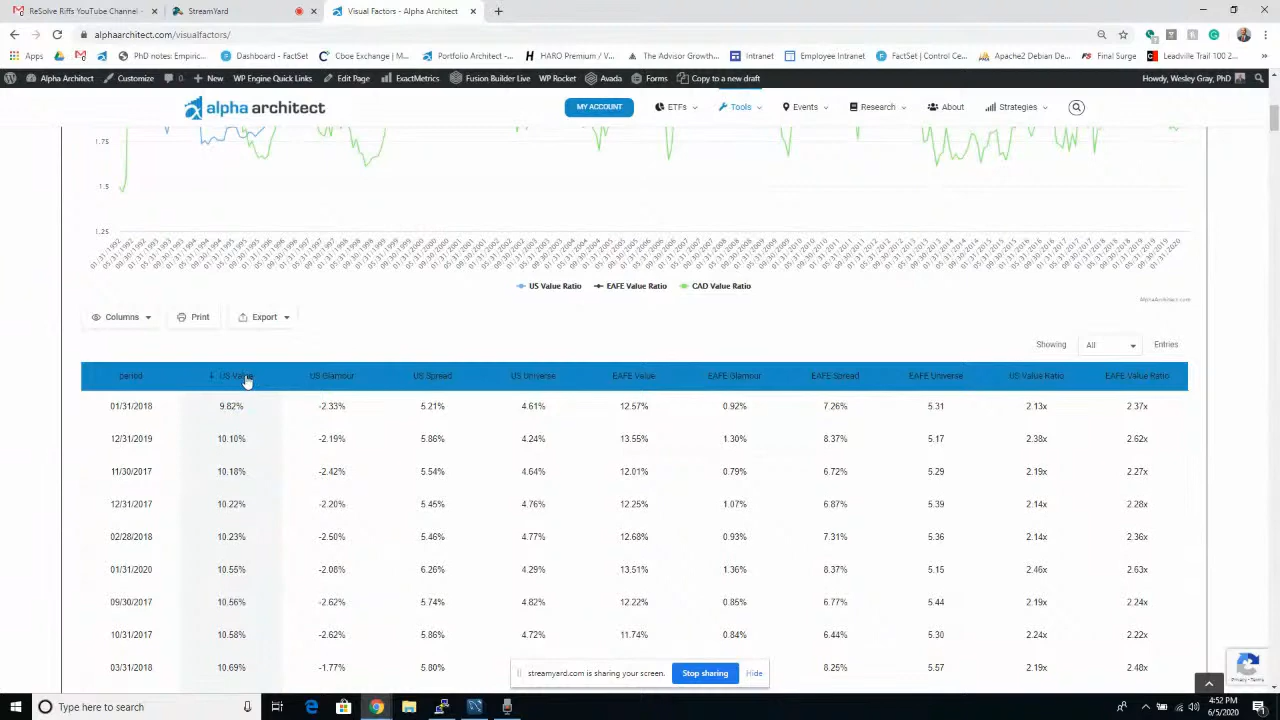 ReSolve Riffs YouTube Channel -
StreamYard
Visual Factors - Alpha Architect
alphaarchitect.com/visualfactors/
Apps
PhD notes: Empiric...
Dashboard - FactSet
Cboe Exchange | M...
Portfolio Architect -...
HARO Premium / V...
The Advisor Growth...
Intranet
Employee Intranet
FactSet | Control Ce...
Apache2 Debian De...
Final Surge
Leadville Trail 100 2...
Alpha Architect
Customize
0
New
WP Engine Quick Links
Edit Page
ExactMetrics
Fusion Builder Live
WP Rocket
Avada
Forms
Copy to a new draft
Howdy, Wesley Gray, PhD
alpha architect
MY ACCOUNT
ETFs
Tools
Events
Research
About
Strategies
1.75
1.5
1.25
US Value Ratio EAFE Value Ratio CAD Value Ratio
AlphaArchitect.com
Columns
Print
Export
Showing All Entries
period US Value US Glamour US Spread US Universe EAFE Value EAFE Glamour EAFE Spread EAFE Universe US Value Ratio EAFE Value Ratio
01/31/2018 9.82% -2.33% 5.21% 4.61% 12.57% 0.92% 7.26% 5.31 2.13x 2.37x
12/31/2019 10.10% -2.19% 5.86% 4.24% 13.55% 1.30% 8.37% 5.17 2.38x 2.62x
11/30/2017 10.18% -2.42% 5.54% 4.64% 12.01% 0.79% 6.72% 5.29 2.19x 2.27x
12/31/2017 10.22% -2.20% 5.45% 4.76% 12.25% 1.07% 6.87% 5.39 2.14x 2.28x
02/28/2018 10.23% -2.50% 5.46% 4.77% 12.68% 0.93% 7.31% 5.36 2.14x 2.36x
01/31/2020 10.55% -2.08% 6.26% 4.29% 13.51% 1.36% 8.37% 5.15 2.46x 2.63x
09/30/2017 10.56% -2.62% 5.74% 4.82% 12.22% 0.85% 6.77% 5.44 2.19x 2.24x
10/31/2017 10.58% -2.62% 5.86% 4.72% 11.74% 0.84% 6.44% 5.30 2.24x 2.22x
03/31/2018 10.69% -1.77% 5.80% 8.25% 5.57 2.19x 2.48x
streamyard.com is sharing your screen.
Stop sharing
Hide
Privacy - Terms
Type here to search
4:52 PM
6/5/2020